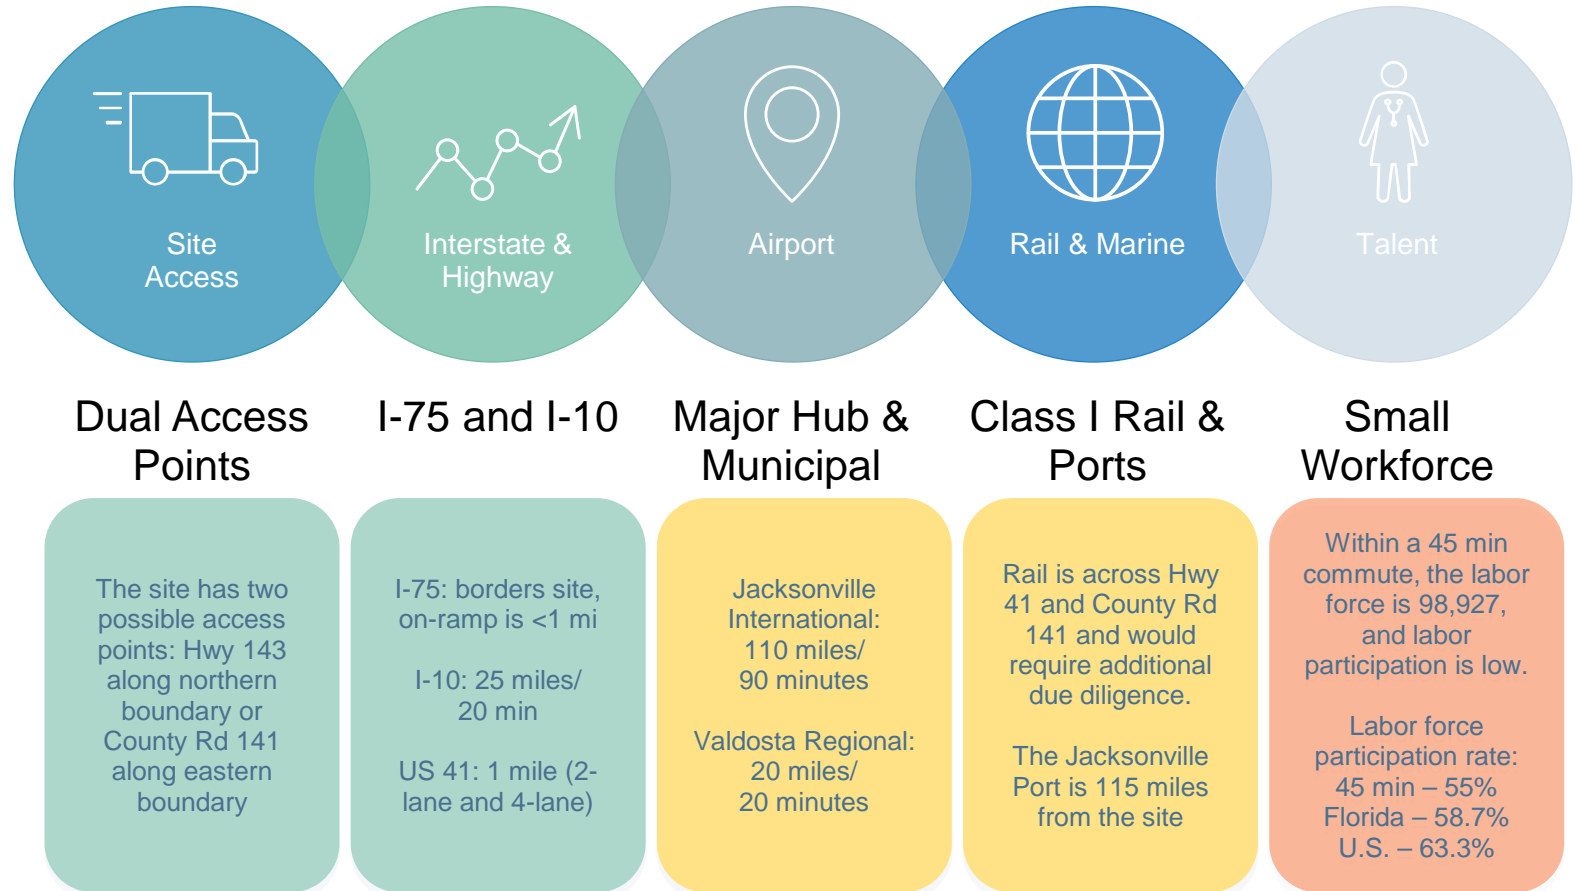 Site
Access
Interstate &
Highway
Airport
Rail & Marine
Talent
Dual Access
Points
I-75 and I-10
Major Hub &
Municipal
Class I Rail &
Ports
Small
Workforce
The site has two
possible access
points: Hwy 143
along northern
boundary or
County Rd 141
along eastern
boundary
I-75: borders site,
on-ramp is <1 mi
I-10: 25 miles/
20 min
US 41: 1 mile (2-
lane and 4-lane)
Jacksonville
International:
110 miles/
90 minutes
Valdosta Regional:
20 miles/
20 minutes
Rail is across Hwy
41 and County Rd
141 and would
require additional
due diligence.
The Jacksonville
Port is 115 miles
from the site
Within a 45 min
commute, the labor
force is 98,927,
and labor
participation is low.
Labor force
participation rate:
45 min – 55%
Florida – 58.7%
U.S. – 63.3%